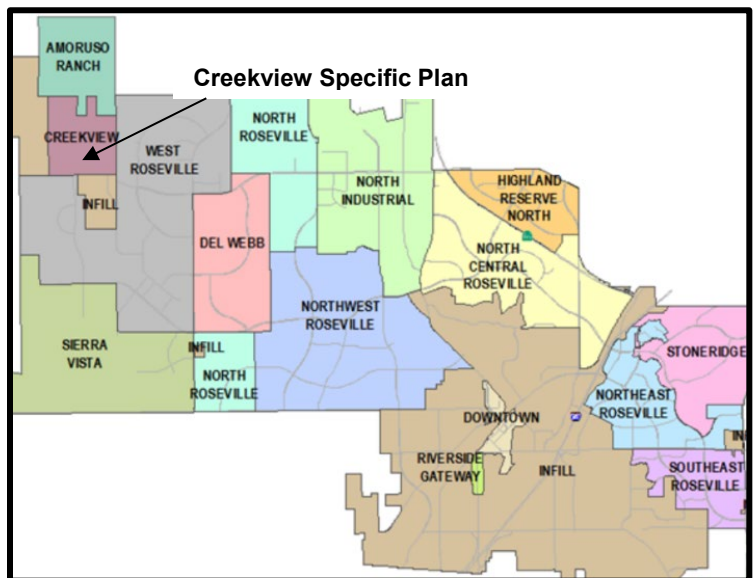 AMORUSO
RANCH
Creekview Specific Plan
CREEKVIEW
WEST
ROSEVILLE
NORTH
ROSEVILLE
NORTH
INDUSTRIAL
HIGHLAND
RESERVE
NORTH
INFILL
DEL WEBB
NORTH
CENTRAL
ROSEVILLE
NORTHWEST
ROSEVILLE
SIERRA
VISTA
INFILL
NORTH
ROSEVILLE
STONERIDGE
NORTHEAST
ROSEVILLE
DOWNTOWN
RIVERSIDE
GATEWAY
INFILL
SOUTHEAST
ROSEVILLE